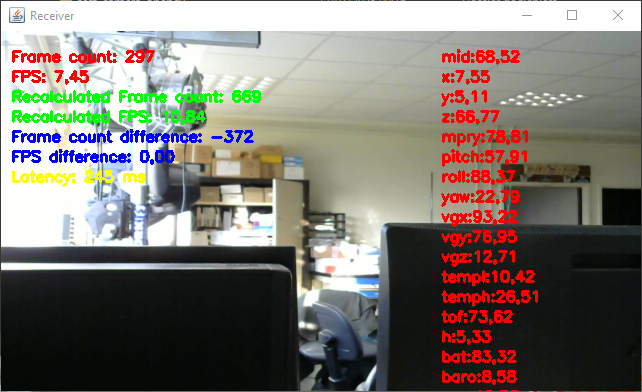 Receiver
Frame count: 297
FPS: 7,45
Recalculated Frame count: 669
Recalculated FPS:
Frame count difference: -372
FPS difference: 0,00
Latency: 245 ms
mid:68,52
x:7,55
y:5,11
z:66,77
mpry:78,81
pitch:57,91
roll:88,37
yaw:22,79
vgx:93,22
vgy:76,95
vgz:12,71
templ:10,42
temph:26,51
tof:73,62
h:5,33
bat:83,32
baro:8,58